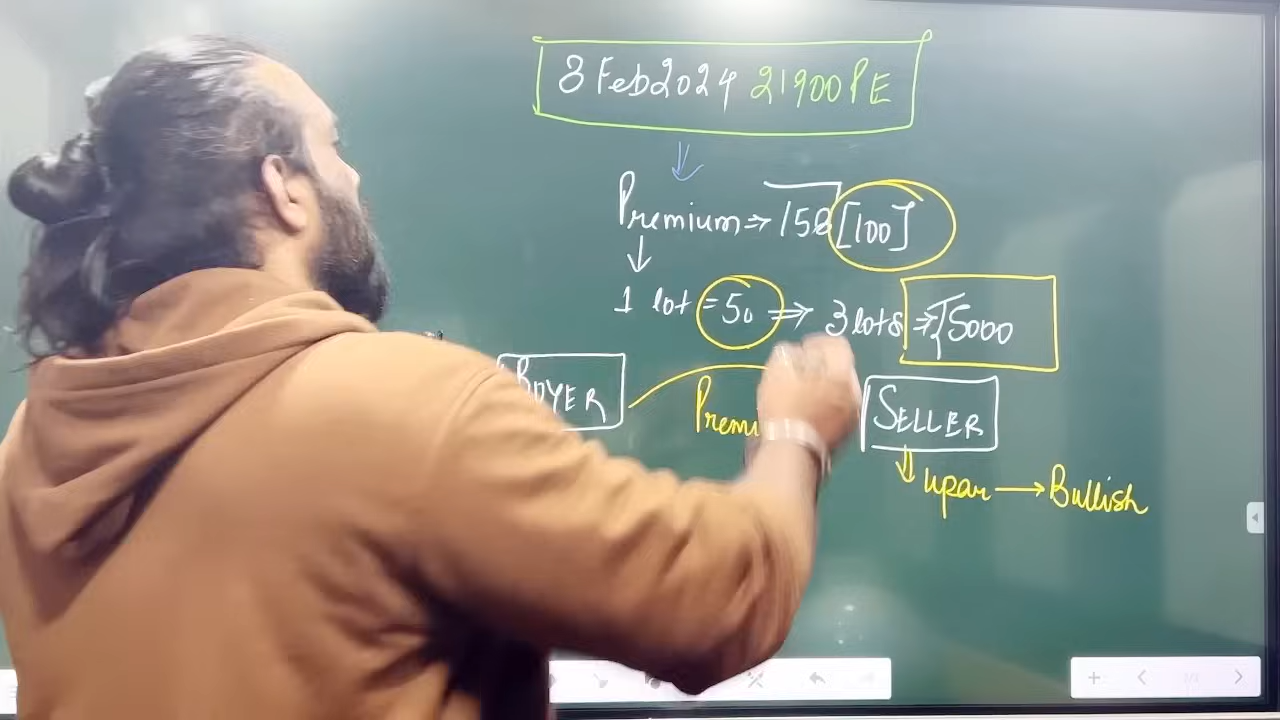 8 Feb 2024 21900 PE
Premium ⇒ 150 [100]
1 lot = 50 ⇒ 3 lots ⇒ ₹5000
BUYER
SELLER
upar → Bullish